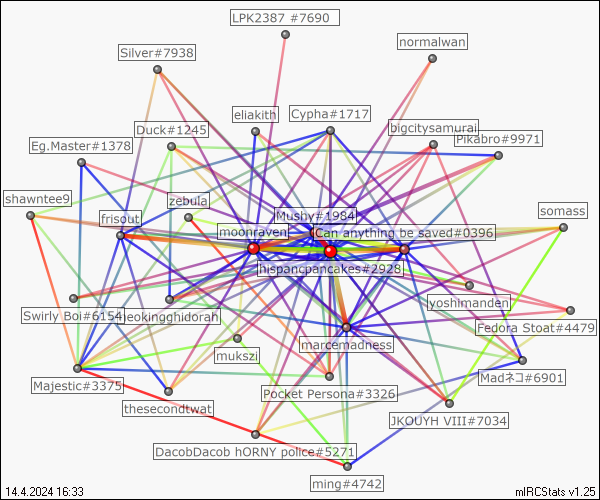 LPK2387 #7690
normalwan
Silver#7938
eliakith
Cypha#1717
bigcitysamurai
Duck#1245
Pikabro#9971
Eg.Master#1378
shawntee9
zebula
somass
frisout
Mushy#1984
moonraven
Can anything be saved#0396
hispancpancakes#2928
yoshimanden
Swirly Boi#6154
neokingghidorah
Fedora Stoat#4479
marcemadness
mukszi
Majestic#3375
Madネコ#6901
Pocket Persona#3326
thesecondtwat
JKOUYH VIII#7034
DacobDacob hORNY police#5271
ming#4742
14.4.2024 16:33
mIRCStats v1.25